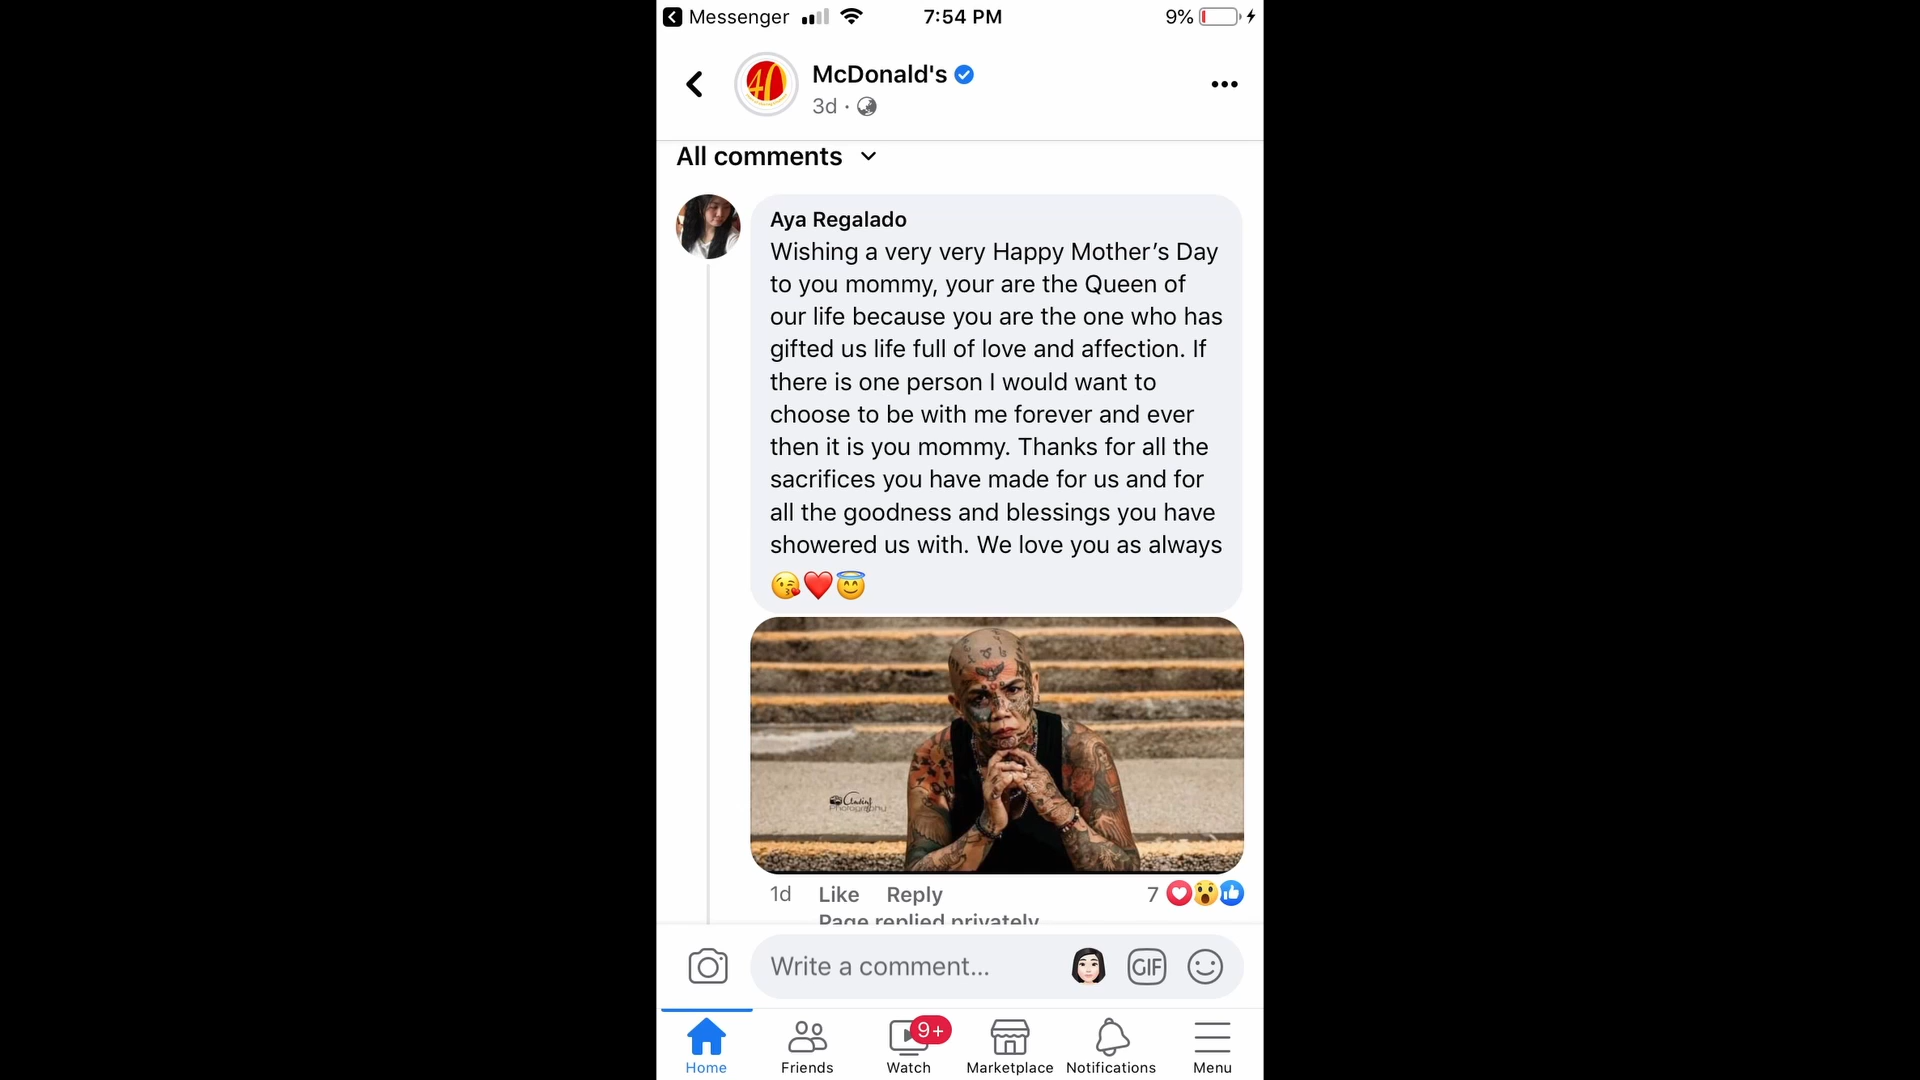 Messenger
7:54 PM
9%
McDonald's
3d ·
All comments
Aya Regalado
Wishing a very very Happy Mother’s Day
to you mommy, your are the Queen of
our life because you are the one who has
gifted us life full of love and affection. If
there is one person I would want to
choose to be with me forever and ever
then it is you mommy. Thanks for all the
sacrifices you have made for us and for
all the goodness and blessings you have
showered us with. We love you as always
😘❤️😇
Photography
1d Like Reply 7
Page replied privately
Write a comment...
GIF
9+
Home Friends Watch Marketplace Notifications Menu